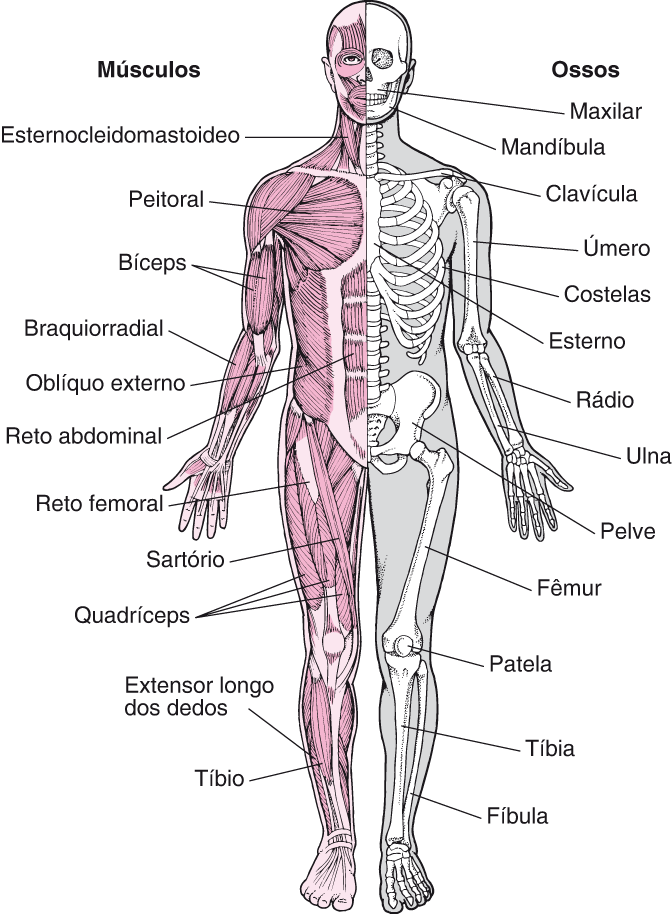 Músculos
Esternocleidomastoideo
Peitoral
Bíceps
Braquiorradial
Oblíquo externo
Reto abdominal
Reto femoral
Sartório
Quadríceps
Extensor longo
dos dedos
Tíbio
Ossos
Maxilar
Mandíbula
Clavícula
Úmero
Costelas
Esterno
Rádio
Ulna
Pelve
Fêmur
Patela
Tíbia
Fíbula